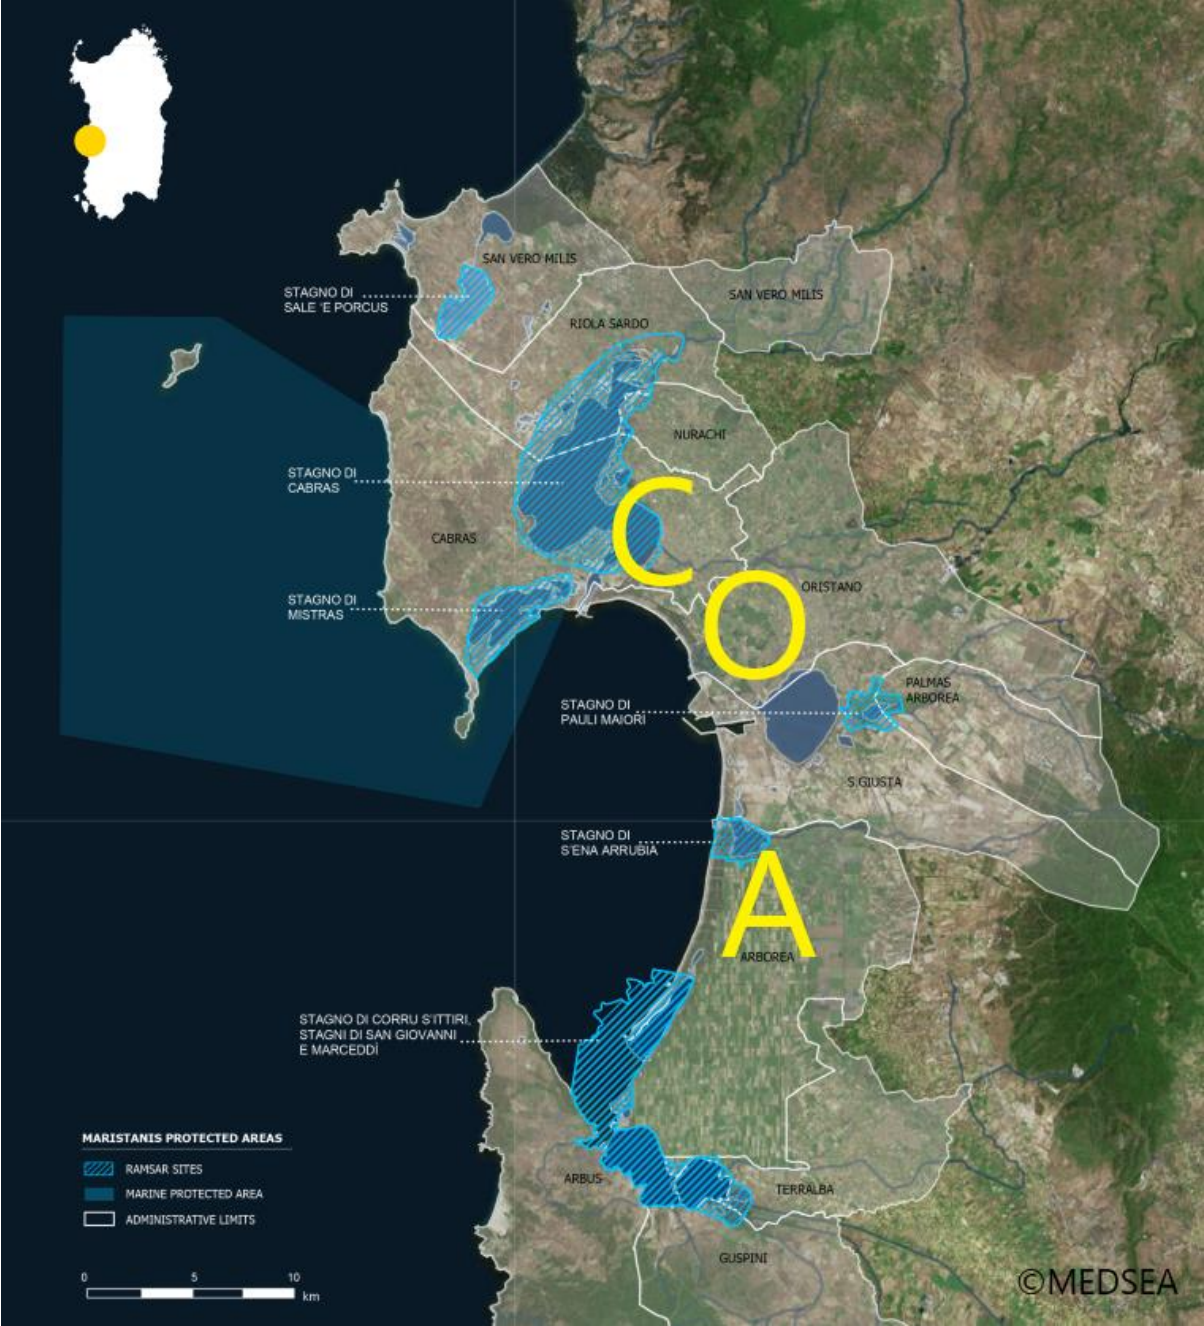 SAN VERO MILIS
STAGNO DI
SALE 'E PORCUS
SAN VERO MILIS
RIOLA SARDO
NURACHI
STAGNO DI
CABRAS
C
CABRAS
O
ORISTANO
STAGNO DI
MISTRAS
PALMAS
ARBOREA
STAGNO DI
PAULI MAIORI
S.GIUSTA
STAGNO DI
S'ENA ARRUBIA
A
ARBOREA
STAGNO DI CORRU S'ITTIRI,
STAGNI DI SAN GIOVANNI
E MARCEDDÌ
MARISTANIS PROTECTED AREAS
RAMSAR SITES
MARINE PROTECTED AREA
ADMINISTRATIVE LIMITS
ARBUS
TERRALBA
GUSPINI
0 5 10
km
©MEDSEA